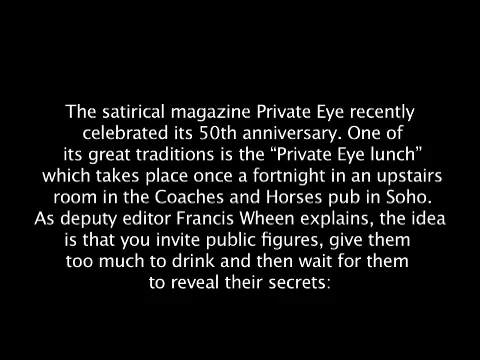 The satirical magazine Private Eye recently
celebrated its 50th anniversary. One of
its great traditions is the “Private Eye lunch”
which takes place once a fortnight in an upstairs
room in the Coaches and Horses pub in Soho.
As deputy editor Francis Wheen explains, the idea
is that you invite public figures, give them
too much to drink and then wait for them
to reveal their secrets: